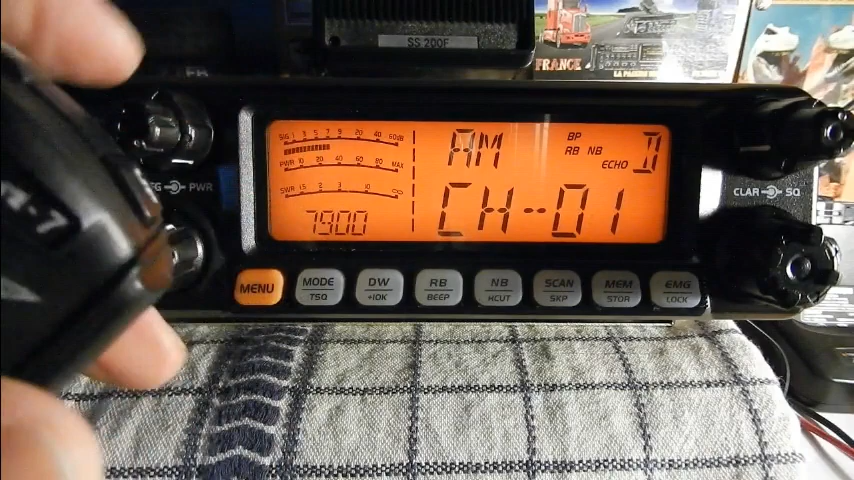 SS 200F
FRANCE
SIG 1 3 5 7 9 20 40 60dB
PWR 10 20 40 60 80 MAX
SWR 1 1.5 2 3 10 ∞
7900
AM
BP
RB NB
ECHO
D
CH-01
PWR
CLAR SQ
MENU
MODE
TSQ
DW
+10K
RB
BEEP
NB
HCUT
SCAN
SKP
MEM
STOR
EMG
LOCK